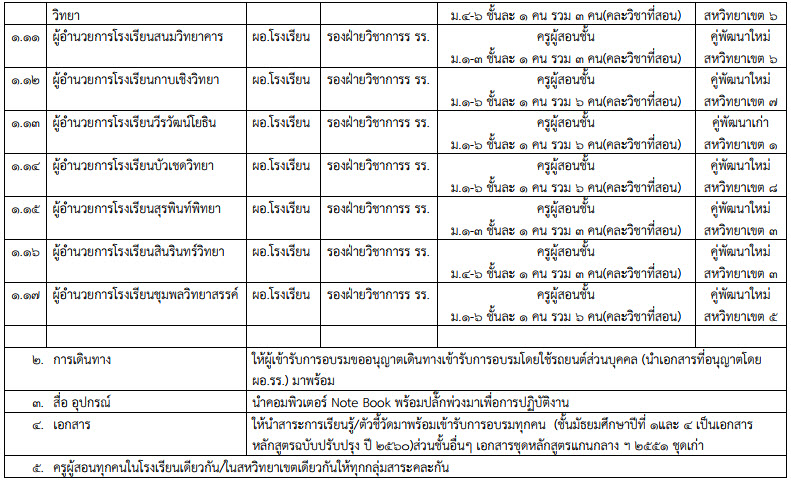 วิทยา ม.๔-๖ ชั้นละ ๑ คน รวม ๓ คน(คละวิชาที่สอน) สหวิทยาเขต ๖
๑.๑๑ ผู้อำนวยการโรงเรียนสนมวิทยาคาร ผอ.โรงเรียน รองฝ่ายวิชาการร รร. ครูผู้สอนชั้น คู่พัฒนาใหม่
ม.๑-๓ ชั้นละ ๑ คน รวม ๓ คน(คละวิชาที่สอน) สหวิทยาเขต ๖
๑.๑๒ ผู้อำนวยการโรงเรียนกาบเชิงวิทยา ผอ.โรงเรียน รองฝ่ายวิชาการร รร. ครูผู้สอนชั้น คู่พัฒนาใหม่
ม.๑-๖ ชั้นละ ๑ คน รวม ๖ คน(คละวิชาที่สอน) สหวิทยาเขต ๗
๑.๑๓ ผู้อำนวยการโรงเรียนวีรวัฒน์โยธิน ผอ.โรงเรียน รองฝ่ายวิชาการร รร. ครูผู้สอนชั้น คู่พัฒนาเก่า
ม.๑-๖ ชั้นละ ๑ คน รวม ๖ คน(คละวิชาที่สอน) สหวิทยาเขต ๑
๑.๑๔ ผู้อำนวยการโรงเรียนบัวเชดวิทยา ผอ.โรงเรียน รองฝ่ายวิชาการร รร. ครูผู้สอนชั้น คู่พัฒนาใหม่
ม.๑-๖ ชั้นละ ๑ คน รวม ๖ คน(คละวิชาที่สอน) สหวิทยาเขต ๘
๑.๑๕ ผู้อำนวยการโรงเรียนสุรพินท์พิทยา ผอ.โรงเรียน รองฝ่ายวิชาการร รร. ครูผู้สอนชั้น คู่พัฒนาใหม่
ม.๑-๓ ชั้นละ ๑ คน รวม ๓ คน(คละวิชาที่สอน) สหวิทยาเขต ๓
๑.๑๖ ผู้อำนวยการโรงเรียนสินรินทร์วิทยา ผอ.โรงเรียน รองฝ่ายวิชาการร รร. ครูผู้สอนชั้น คู่พัฒนาใหม่
ม.๔-๖ ชั้นละ ๑ คน รวม ๓ คน(คละวิชาที่สอน) สหวิทยาเขต ๓
๑.๑๗ ผู้อำนวยการโรงเรียนชุมพลวิทยาสรรค์ ผอ.โรงเรียน รองฝ่ายวิชาการร รร. ครูผู้สอนชั้น คู่พัฒนาใหม่
ม.๑-๖ ชั้นละ ๑ คน รวม ๖ คน(คละวิชาที่สอน) สหวิทยาเขต ๕
๒. การเดินทาง ให้ผู้เข้ารับการอบรมขออนุญาตเดินทางเข้ารับการอบรมโดยใช้รถยนต์ส่วนบุคคล (นำเอกสารที่อนุญาตโดย
ผอ.รร.) มาพร้อม
๓. สื่อ อุปกรณ์ นำคอมพิวเตอร์ Note Book พร้อมปลั๊กพ่วงมาเพื่อการปฏิบัติงาน
๔. เอกสาร ให้นำสาระการเรียนรู้/ตัวชี้วัดมาพร้อมเข้ารับการอบรมทุกคน (ชั้นมัธยมศึกษาปีที่ ๑และ ๔ เป็นเอกสาร
หลักสูตรฉบับปรับปรุง ปี ๒๕๖๐)ส่วนชั้นอื่นๆ เอกสารชุดหลักสูตรแกนกลาง ฯ ๒๕๕๑ ชุดเก่า
๕. ครูผู้สอนทุกคนในโรงเรียนเดียวกัน/ในสหวิทยาเขตเดียวกันให้ทุกกลุ่มสาระคละกัน